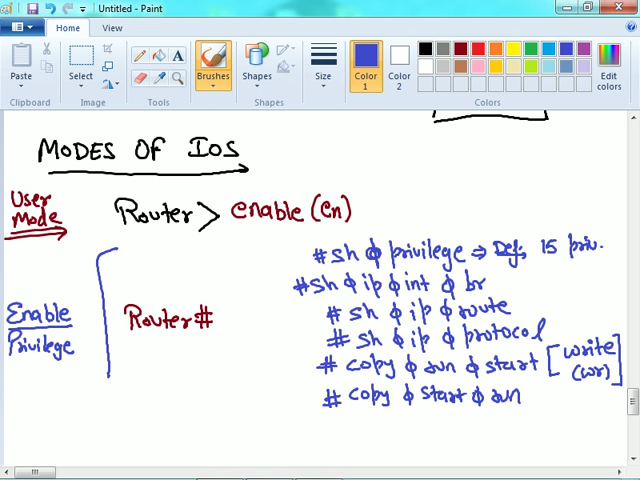 Untitled - Paint
Home View
Paste
Select
A
Brushes
Shapes
Size
Color 1
Color 2
Edit colors
Clipboard
Image
Tools
Shapes
Colors
MODES OF IOS
User Mode
Router> enable (en)
#sh ϕ privilege ⇒ Def; 15 priv.
#sh ϕ ip ϕ int ϕ br
Enable
Privilege
Router#
# sh ϕ ip ϕ route
# sh ϕ ip ϕ protocol
# copy ϕ run ϕ start [write (wr)]
# copy ϕ start ϕ run